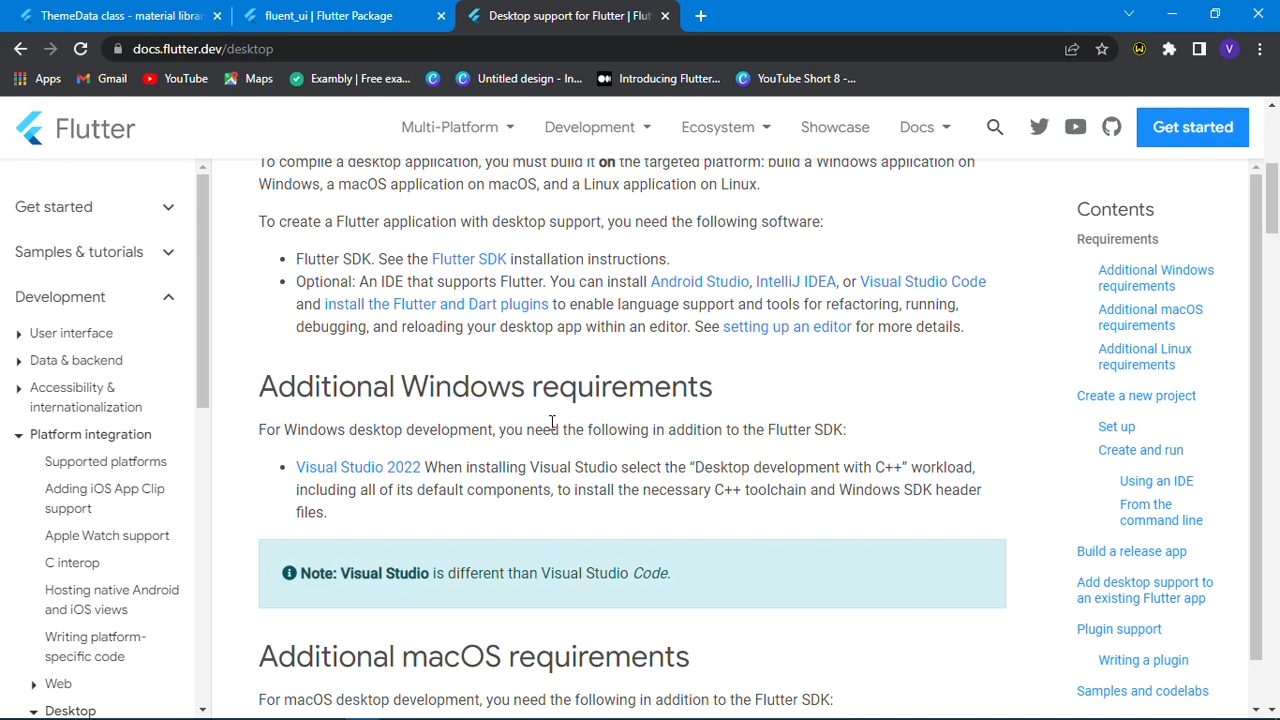 ThemeData class - material librar
fluent_ui | Flutter Package
Desktop support for Flutter | Flut
docs.flutter.dev/desktop
V
Apps
Gmail
YouTube
Maps
Exambly | Free exa...
Untitled design - In...
Introducing Flutter...
YouTube Short 8 -...
Flutter
Multi-Platform
Development
Ecosystem
Showcase
Docs
Get started
Get started
Samples & tutorials
Development
User interface
Data & backend
Accessibility &
internationalization
Platform integration
Supported platforms
Adding iOS App Clip
support
Apple Watch support
C interop
Hosting native Android
and iOS views
Writing platform-
specific code
Web
Desktop
To compile a desktop application, you must build it on the targeted platform: build a Windows application on
Windows, a macOS application on macOS, and a Linux application on Linux.
To create a Flutter application with desktop support, you need the following software:
• Flutter SDK. See the Flutter SDK installation instructions.
• Optional: An IDE that supports Flutter. You can install Android Studio, IntelliJ IDEA, or Visual Studio Code
and install the Flutter and Dart plugins to enable language support and tools for refactoring, running,
debugging, and reloading your desktop app within an editor. See setting up an editor for more details.
Additional Windows requirements
For Windows desktop development, you need the following in addition to the Flutter SDK:
• Visual Studio 2022 When installing Visual Studio select the “Desktop development with C++” workload,
including all of its default components, to install the necessary C++ toolchain and Windows SDK header
files.
Note: Visual Studio is different than Visual Studio Code.
Additional macOS requirements
For macOS desktop development, you need the following in addition to the Flutter SDK:
Contents
Requirements
Additional Windows
requirements
Additional macOS
requirements
Additional Linux
requirements
Create a new project
Set up
Create and run
Using an IDE
From the
command line
Build a release app
Add desktop support to
an existing Flutter app
Plugin support
Writing a plugin
Samples and codelabs